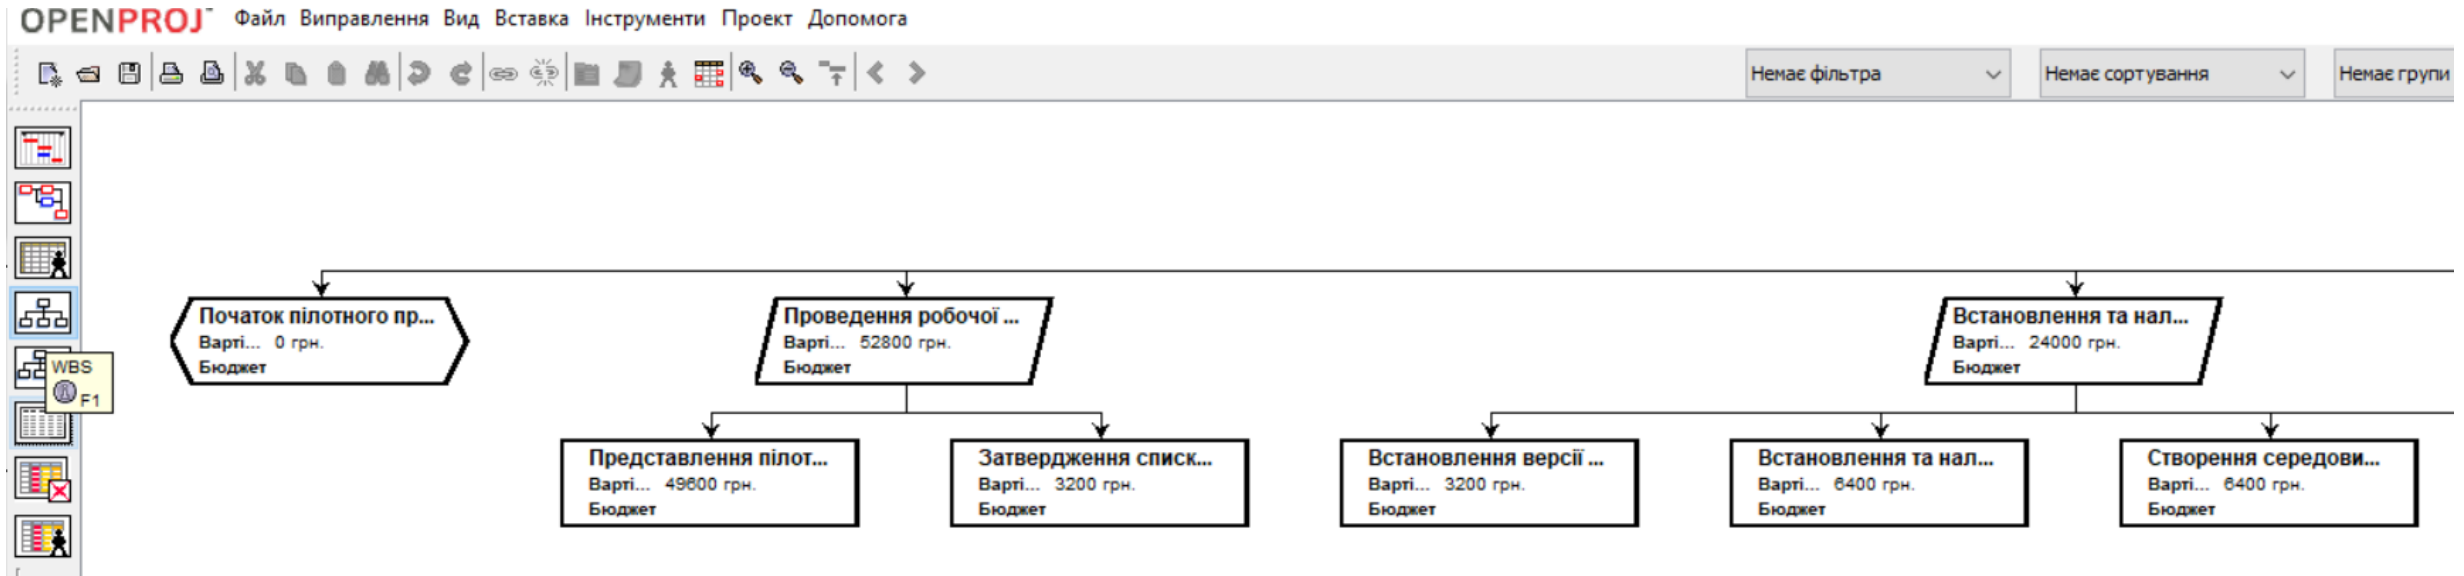 OPENPROJ Файл Виправлення Вид Вставка Інструменти Проект Допомога
Немає фільтра Немає сортування Немає групи
Початок пілотного пр...
Варті... 0 грн.
Бюджет
Проведення робочої ...
Варті... 52800 грн.
Бюджет
Встановлення та нал...
Варті... 24000 грн.
Бюджет
WBS
F1
Представлення пілот...
Варті... 49600 грн.
Бюджет
Затвердження списк...
Варті... 3200 грн.
Бюджет
Встановлення версії ...
Варті... 3200 грн.
Бюджет
Встановлення та нал...
Варті... 6400 грн.
Бюджет
Створення середови...
Варті... 6400 грн.
Бюджет